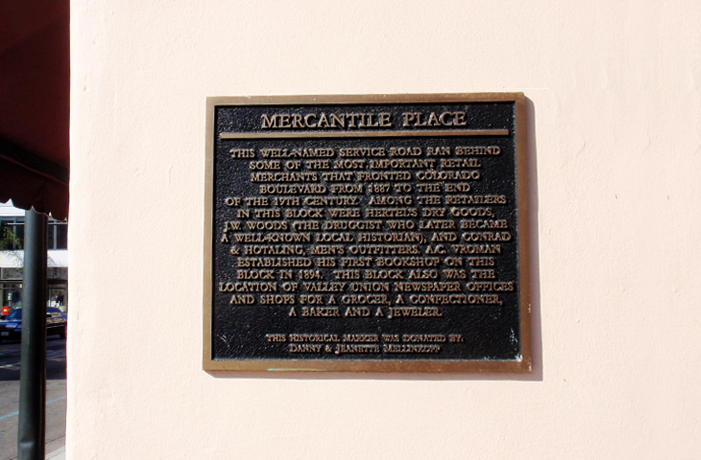 MERCANTILE PLACE
THIS WELL-NAMED SERVICE ROAD RAN BEHIND
SOME OF THE MOST IMPORTANT RETAIL
MERCHANTS THAT FRONTED COLORADO
BOULEVARD FROM 1887 TO THE END
OF THE 19TH CENTURY. AMONG THE RETAILERS
IN THIS BLOCK WERE HERTEL'S DRY GOODS,
J.W. WOODS (THE DRUGGIST WHO LATER BECAME
A WELL-KNOWN LOCAL HISTORIAN), AND CONRAD
& HOTALING, MEN'S OUTFITTERS. A.C. VROMAN
ESTABLISHED HIS FIRST BOOKSHOP ON THIS
BLOCK IN 1894. THIS BLOCK ALSO WAS THE
LOCATION OF VALLEY UNION NEWSPAPER OFFICES
AND SHOPS FOR A GROCER, A CONFECTIONER,
A BAKER AND A JEWELER.
THIS HISTORICAL MARKER WAS DONATED BY:
DANNY & JEANETTE MELLINKOFF